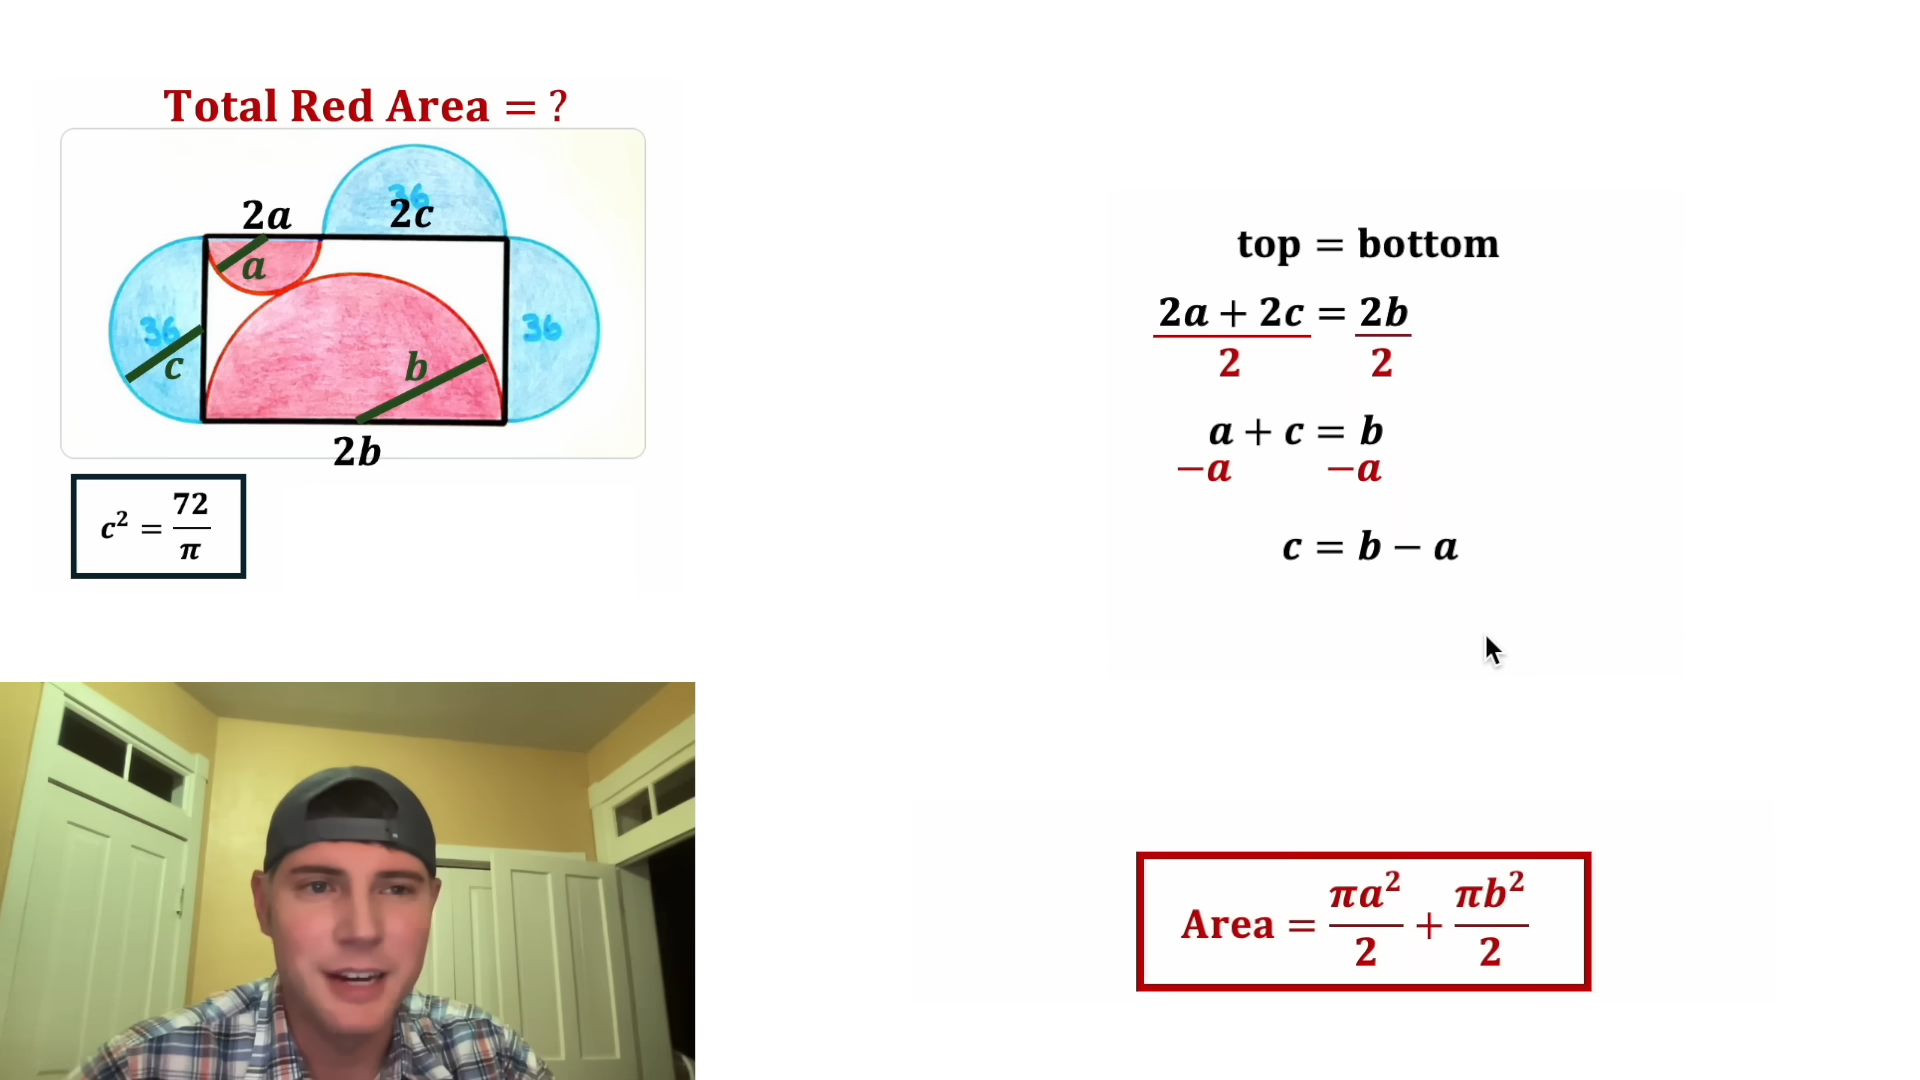 Total Red Area = ?
36
2a
2c
a
36
c
36
b
2b
c² = 72/π
top = bottom
2a + 2c = 2b
2 2
a + c = b
−a −a
c = b − a
Area = πa²/2 + πb²/2